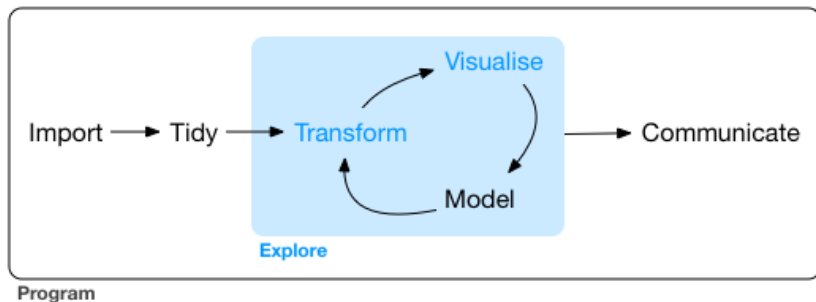 Visualise
Import
Tidy
Transform
Communicate
Model
Explore
Program